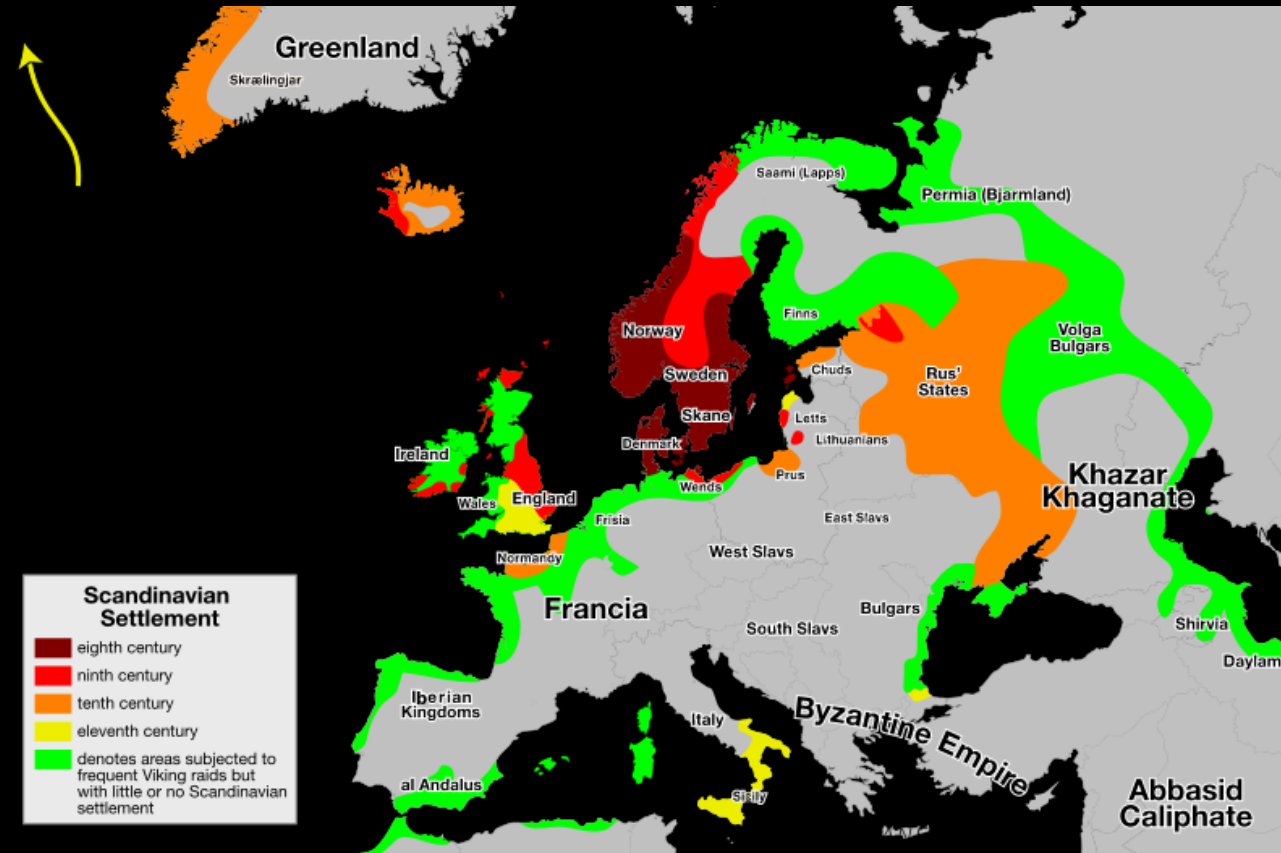 Greenland
Skrælingjar
Saami (Lapps)
Permia (Bjarmland)
Norway
Finns
Volga
Bulgars
Sweden
Chuds
Rus'
States
Skane
Letts
Denmark
Lithuanians
Ireland
Prus
Khazar
Khaganate
Wends
Wales
England
Frisia
East Slavs
Normandy
West Slavs
Scandinavian
Settlement
eighth century
ninth century
tenth century
eleventh century
denotes areas subjected to
frequent Viking raids but
with little or no Scandinavian
settlement
Francia
Bulgars
South Slavs
Shirvia
Daylam
Iberian
Kingdoms
Italy
Byzantine Empire
al Andalus
Sicily
Abbasid
Caliphate